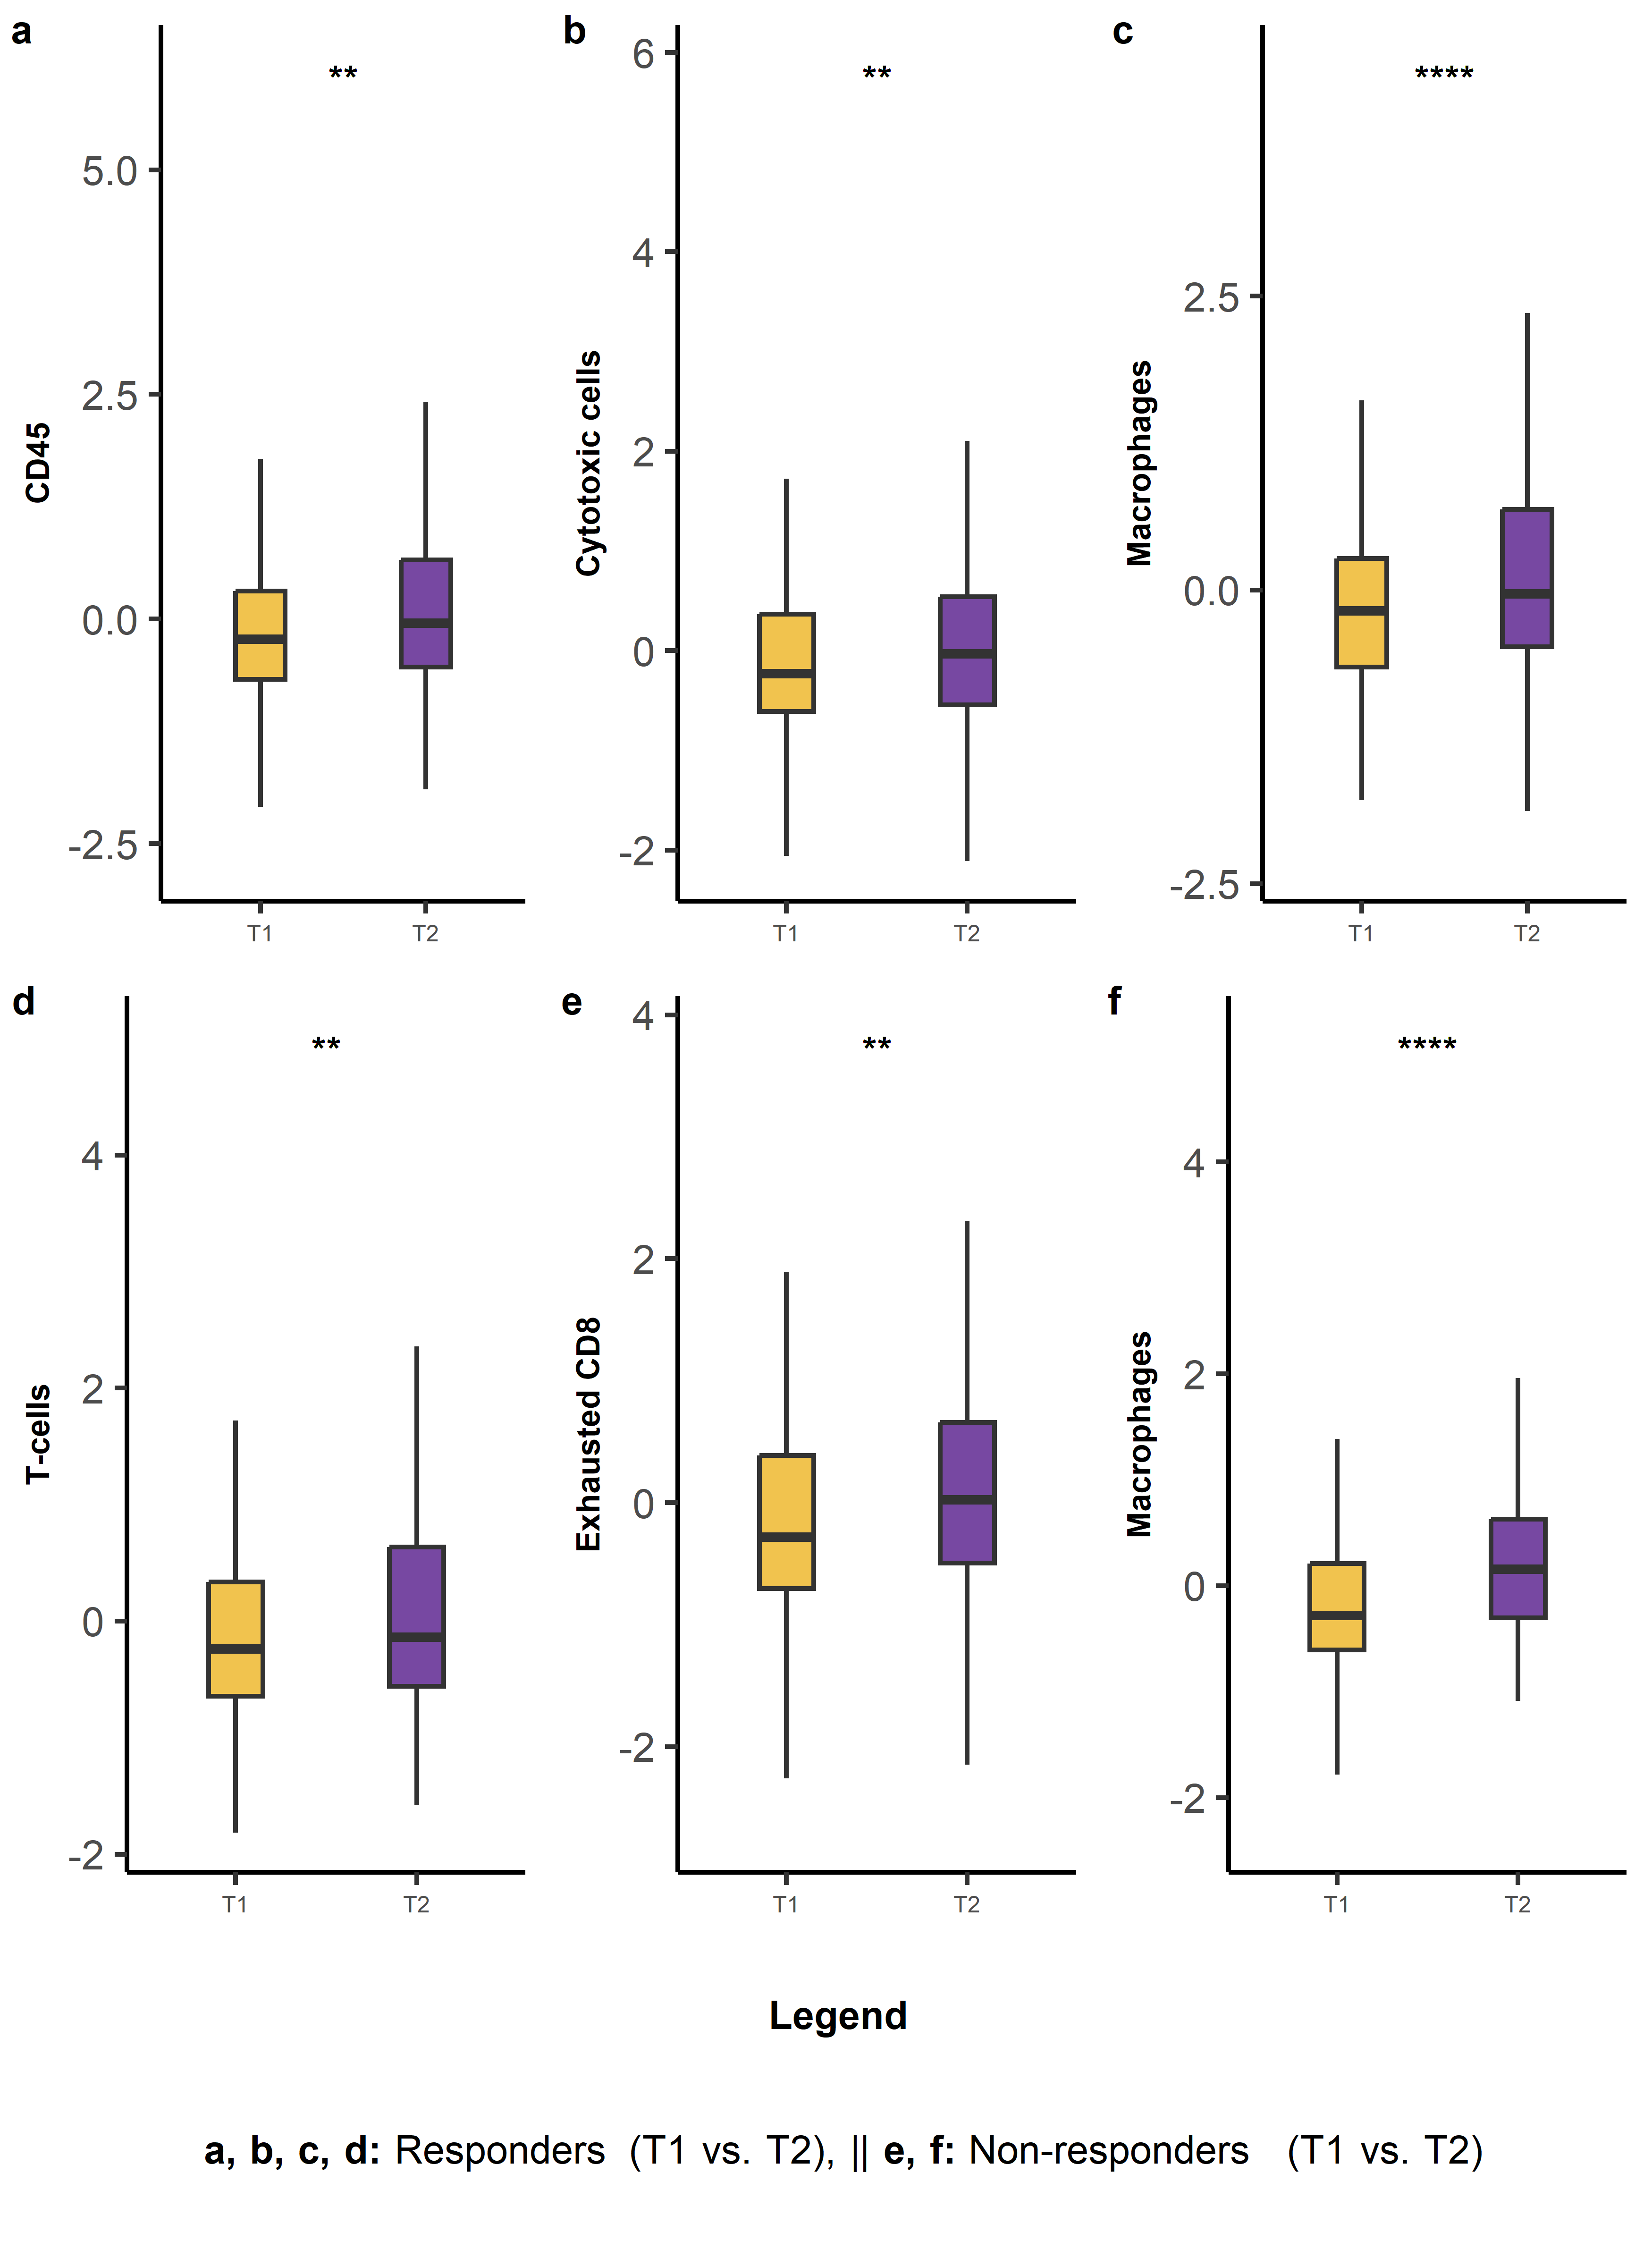 a
**
CD45
5.0
2.5
0.0
-2.5
T1 T2
b
**
Cytotoxic cells
6
4
2
0
-2
T1 T2
c
****
Macrophages
2.5
0.0
-2.5
T1 T2
d
**
T-cells
4
2
0
-2
T1 T2
e
**
Exhausted CD8
4
2
0
-2
T1 T2
f
****
Macrophages
4
2
0
-2
T1 T2
Legend
a, b, c, d: Responders (T1 vs. T2), || e, f: Non-responders (T1 vs. T2)